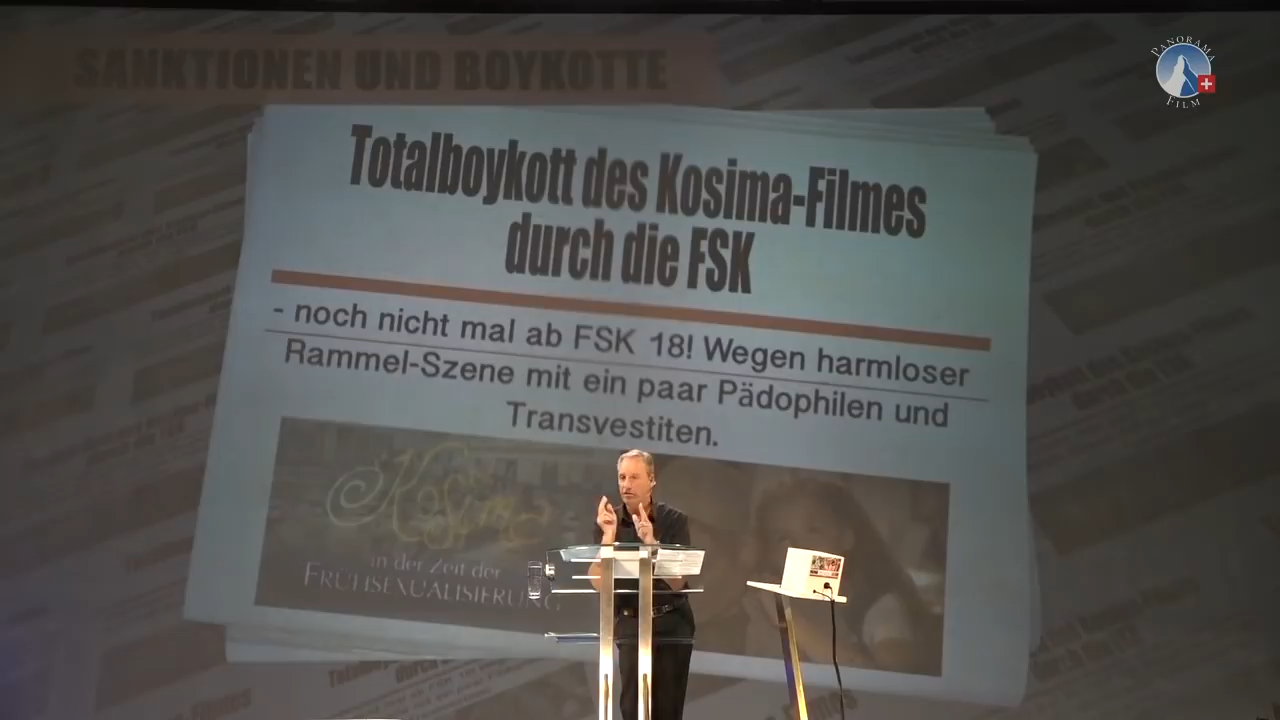 SANKTIONEN UND BOYKOTTE
PANORAMA
FILM
Totalboykott des Kosima-Filmes
durch die FSK
- noch nicht mal ab FSK 18! Wegen harmloser
Rammel-Szene mit ein paar Pädophilen und
Transvestiten.
Kosima
in der Zeit der
FRÜHSEXUALISIERUNG